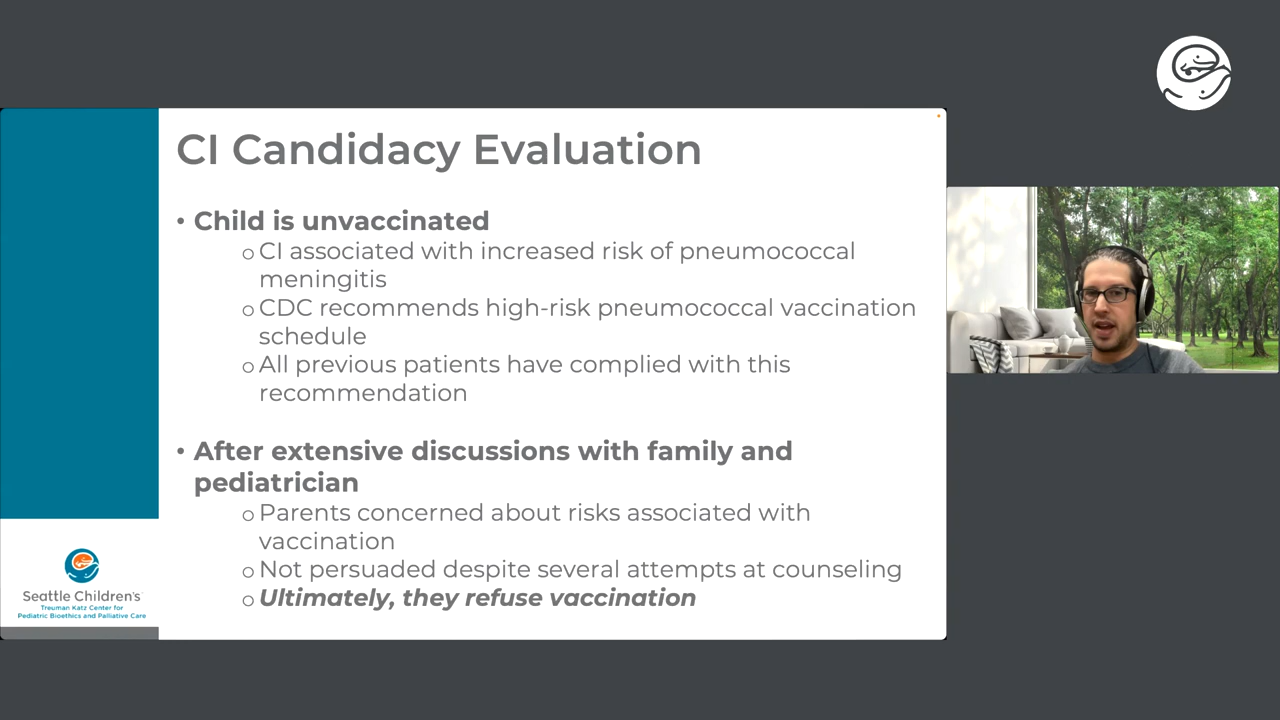 CI Candidacy Evaluation
• Child is unvaccinated
o CI associated with increased risk of pneumococcal
meningitis
o CDC recommends high-risk pneumococcal vaccination
schedule
o All previous patients have complied with this
recommendation
• After extensive discussions with family and
pediatrician
o Parents concerned about risks associated with
vaccination
o Not persuaded despite several attempts at counseling
o Ultimately, they refuse vaccination
Seattle Children's
Treuman Katz Center for
Pediatric Bioethics and Palliative Care